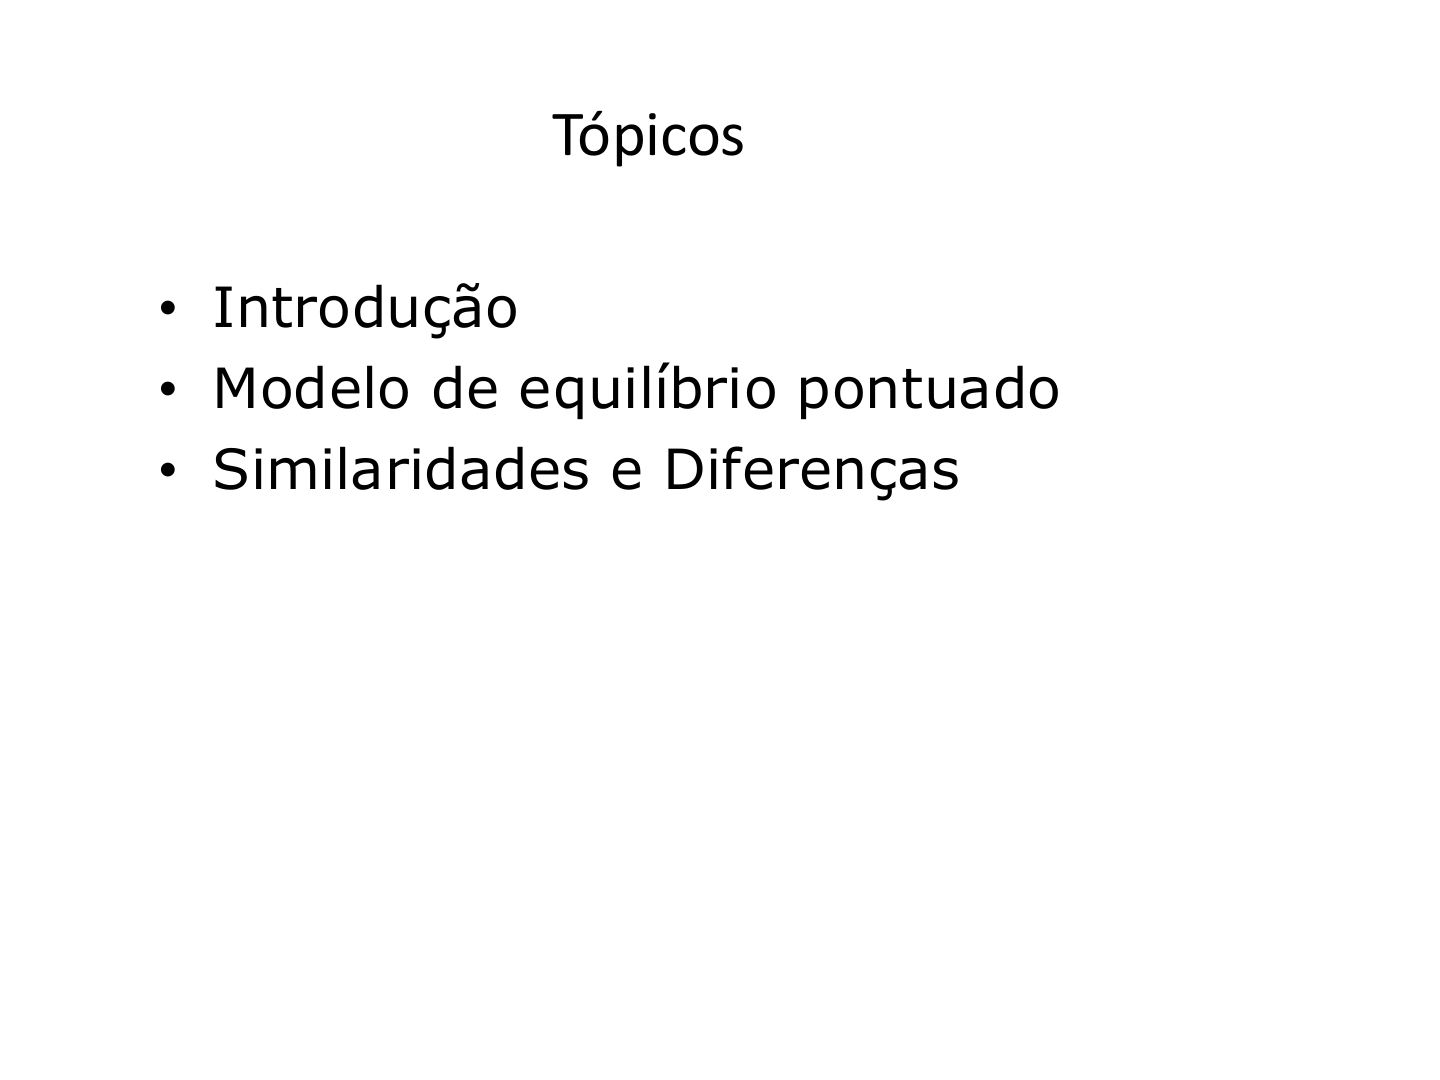 Tópicos
• Introdução
• Modelo de equilíbrio pontuado
• Similaridades e Diferenças